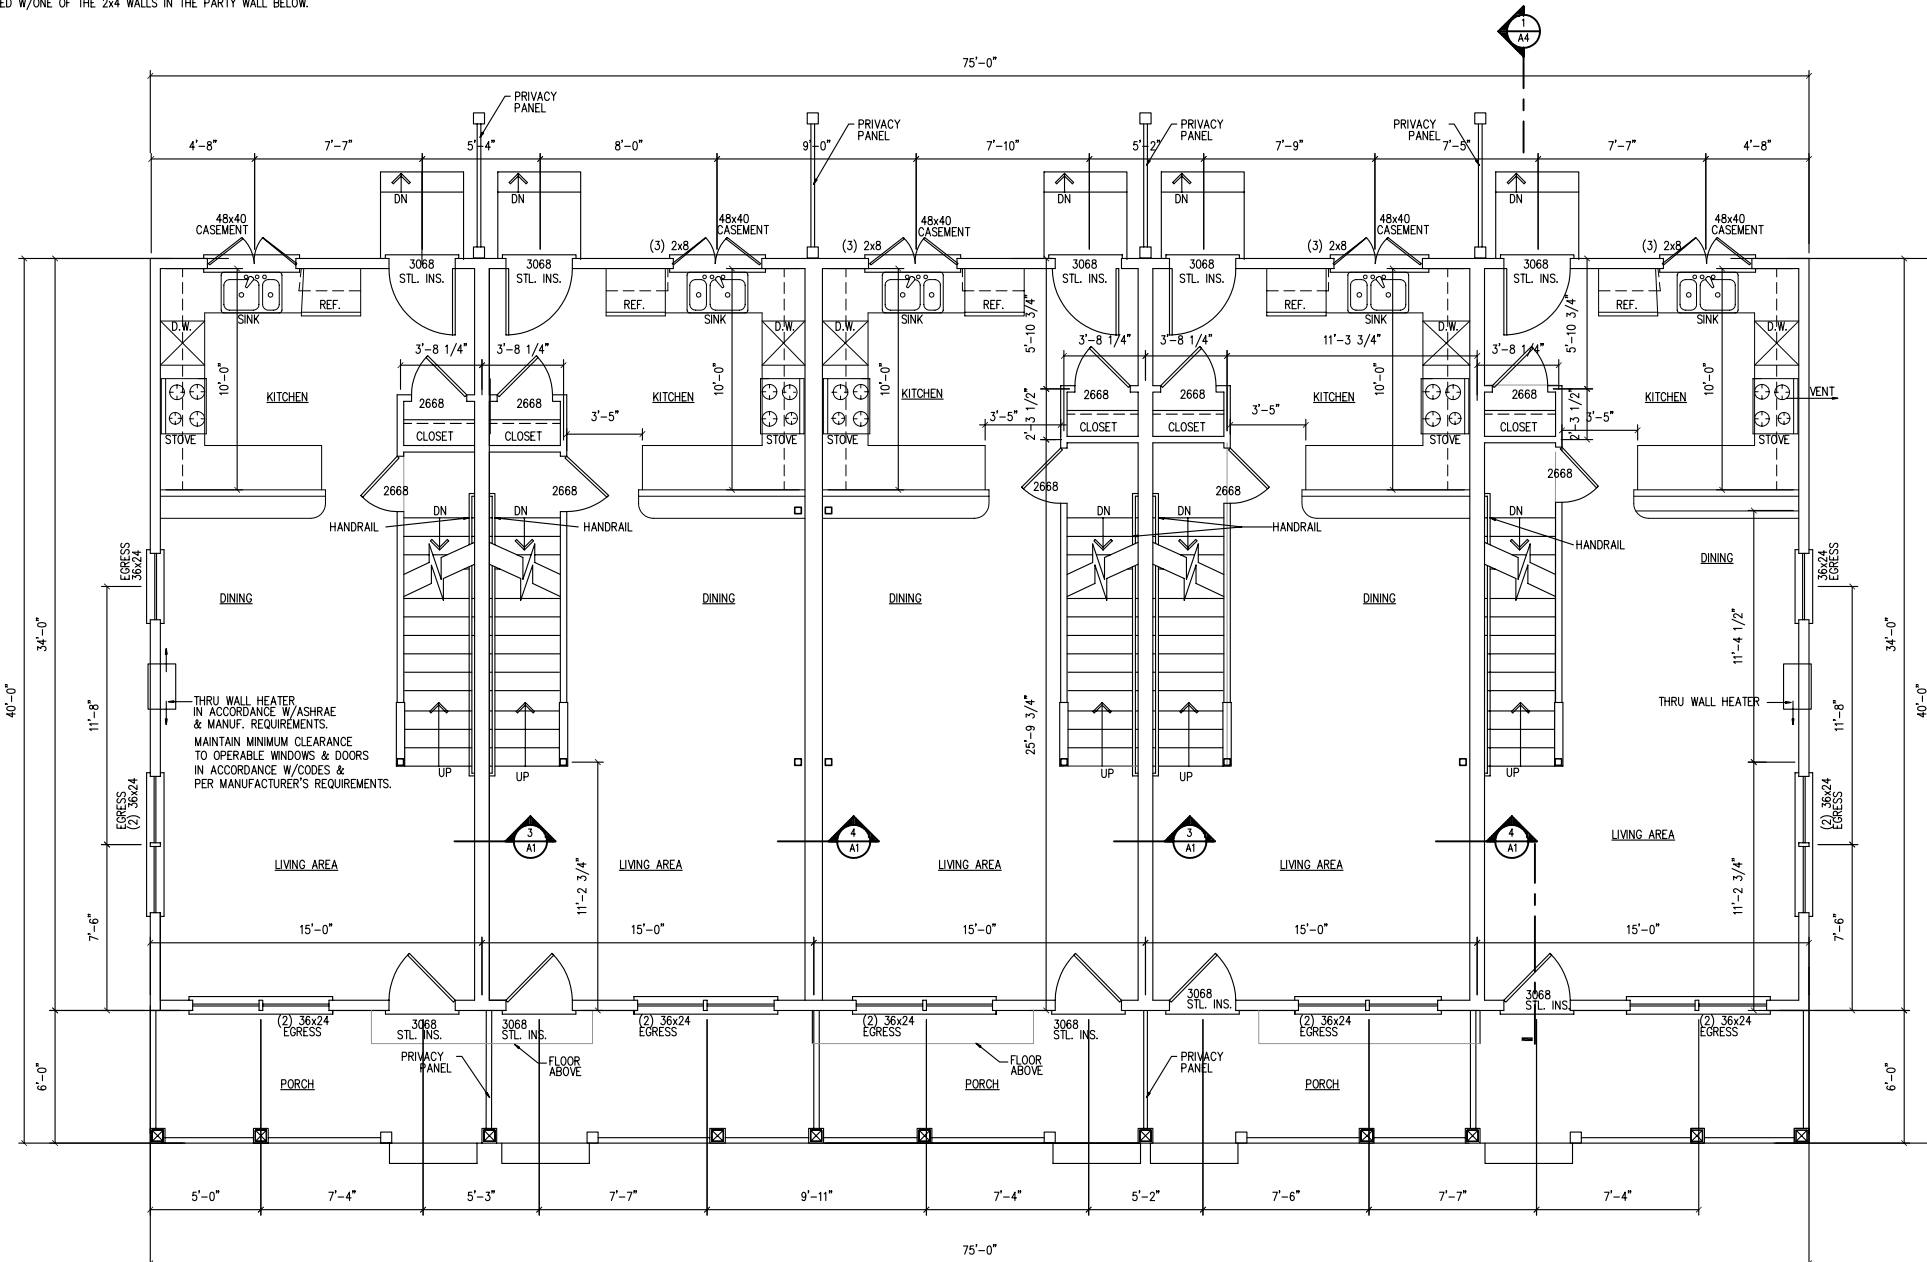 ED W/ONE OF THE 2x4 WALLS IN THE PARTY WALL BELOW.
1
A4
75'-0"
PRIVACY
PANEL
PRIVACY
PANEL
PRIVACY
PANEL
PRIVACY
PANEL
4'-8"
7'-7"
5'-4"
8'-0"
9'-0"
7'-10"
5'-2"
7'-9"
7'-5"
7'-7"
4'-8"
DN
DN
DN
DN
DN
48x40
CASEMENT
48x40
CASEMENT
48x40
CASEMENT
48x40
CASEMENT
48x40
CASEMENT
(3) 2x8
(3) 2x8
(3) 2x8
(3) 2x8
3068
STL. INS.
3068
STL. INS.
3068
STL. INS.
3068
STL. INS.
3068
STL. INS.
REF.
REF.
REF.
REF.
REF.
SINK
SINK
SINK
SINK
SINK
D.W.
D.W.
D.W.
D.W.
D.W.
5'-10 3/4"
5'-10 3/4"
3'-8 1/4"
3'-8 1/4"
3'-8 1/4"
3'-8 1/4"
11'-3 3/4"
3'-8 1/4"
10'-0"
10'-0"
10'-0"
10'-0"
10'-0"
KITCHEN
KITCHEN
KITCHEN
KITCHEN
KITCHEN
VENT
2668
2668
2668
2668
2668
3'-5"
3'-5"
3'-5"
3'-5"
2'-3 1/2"
2'-3 1/2"
CLOSET
CLOSET
CLOSET
CLOSET
CLOSET
STOVE
STOVE
STOVE
STOVE
STOVE
2668
2668
2668
2668
2668
DN
DN
DN
DN
DN
HANDRAIL
HANDRAIL
HANDRAIL
HANDRAIL
EGRESS
36x24
36x24
EGRESS
DINING
DINING
DINING
DINING
DINING
40'-0"
34'-0"
11'-8"
11'-4 1/2"
11'-8"
34'-0"
40'-0"
THRU WALL HEATER
IN ACCORDANCE W/ASHRAE
& MANUF. REQUIREMENTS.
MAINTAIN MINIMUM CLEARANCE
TO OPERABLE WINDOWS & DOORS
IN ACCORDANCE W/CODES &
PER MANUFACTURER'S REQUIREMENTS.
THRU WALL HEATER
25'-9 3/4"
UP
UP
UP
UP
UP
EGRESS
(2) 36x24
(2) 36x24
EGRESS
3
A1
4
A1
3
A1
4
A1
LIVING AREA
LIVING AREA
LIVING AREA
LIVING AREA
LIVING AREA
11'-2 3/4"
11'-2 3/4"
7'-6"
7'-6"
15'-0"
15'-0"
15'-0"
15'-0"
15'-0"
(2) 36x24
EGRESS
3068
STL. INS.
3068
STL. INS.
(2) 36x24
EGRESS
(2) 36x24
EGRESS
3068
STL. INS.
3068
STL. INS.
(2) 36x24
EGRESS
3068
STL. INS.
(2) 36x24
EGRESS
PRIVACY
PANEL
FLOOR
ABOVE
FLOOR
ABOVE
PRIVACY
PANEL
6'-0"
PORCH
PORCH
PORCH
6'-0"
5'-0"
7'-4"
5'-3"
7'-7"
9'-11"
7'-4"
5'-2"
7'-6"
7'-7"
7'-4"
75'-0"